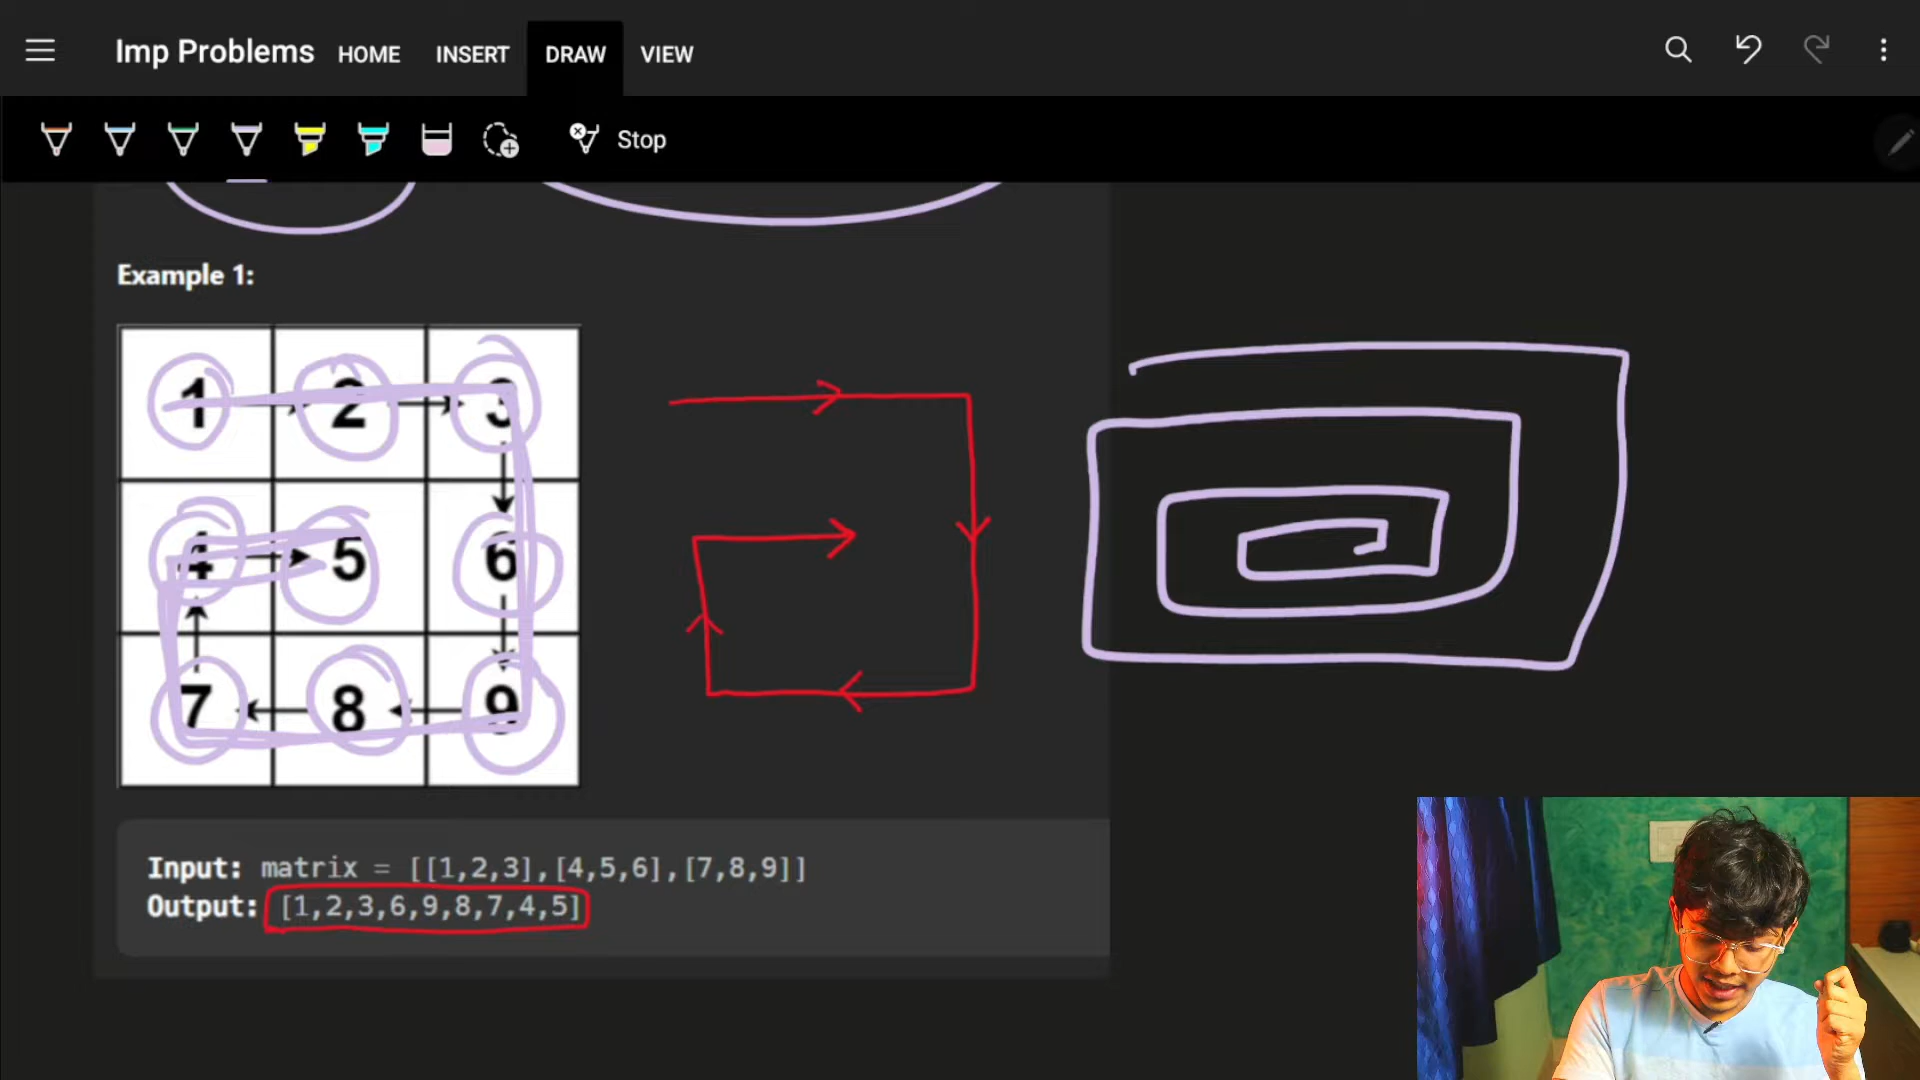 Imp Problems HOME INSERT DRAW VIEW
Stop
Example 1:
1 2 3
4 5 6
7 8 9
Input: matrix = [[1,2,3],[4,5,6],[7,8,9]]
Output: [1,2,3,6,9,8,7,4,5]